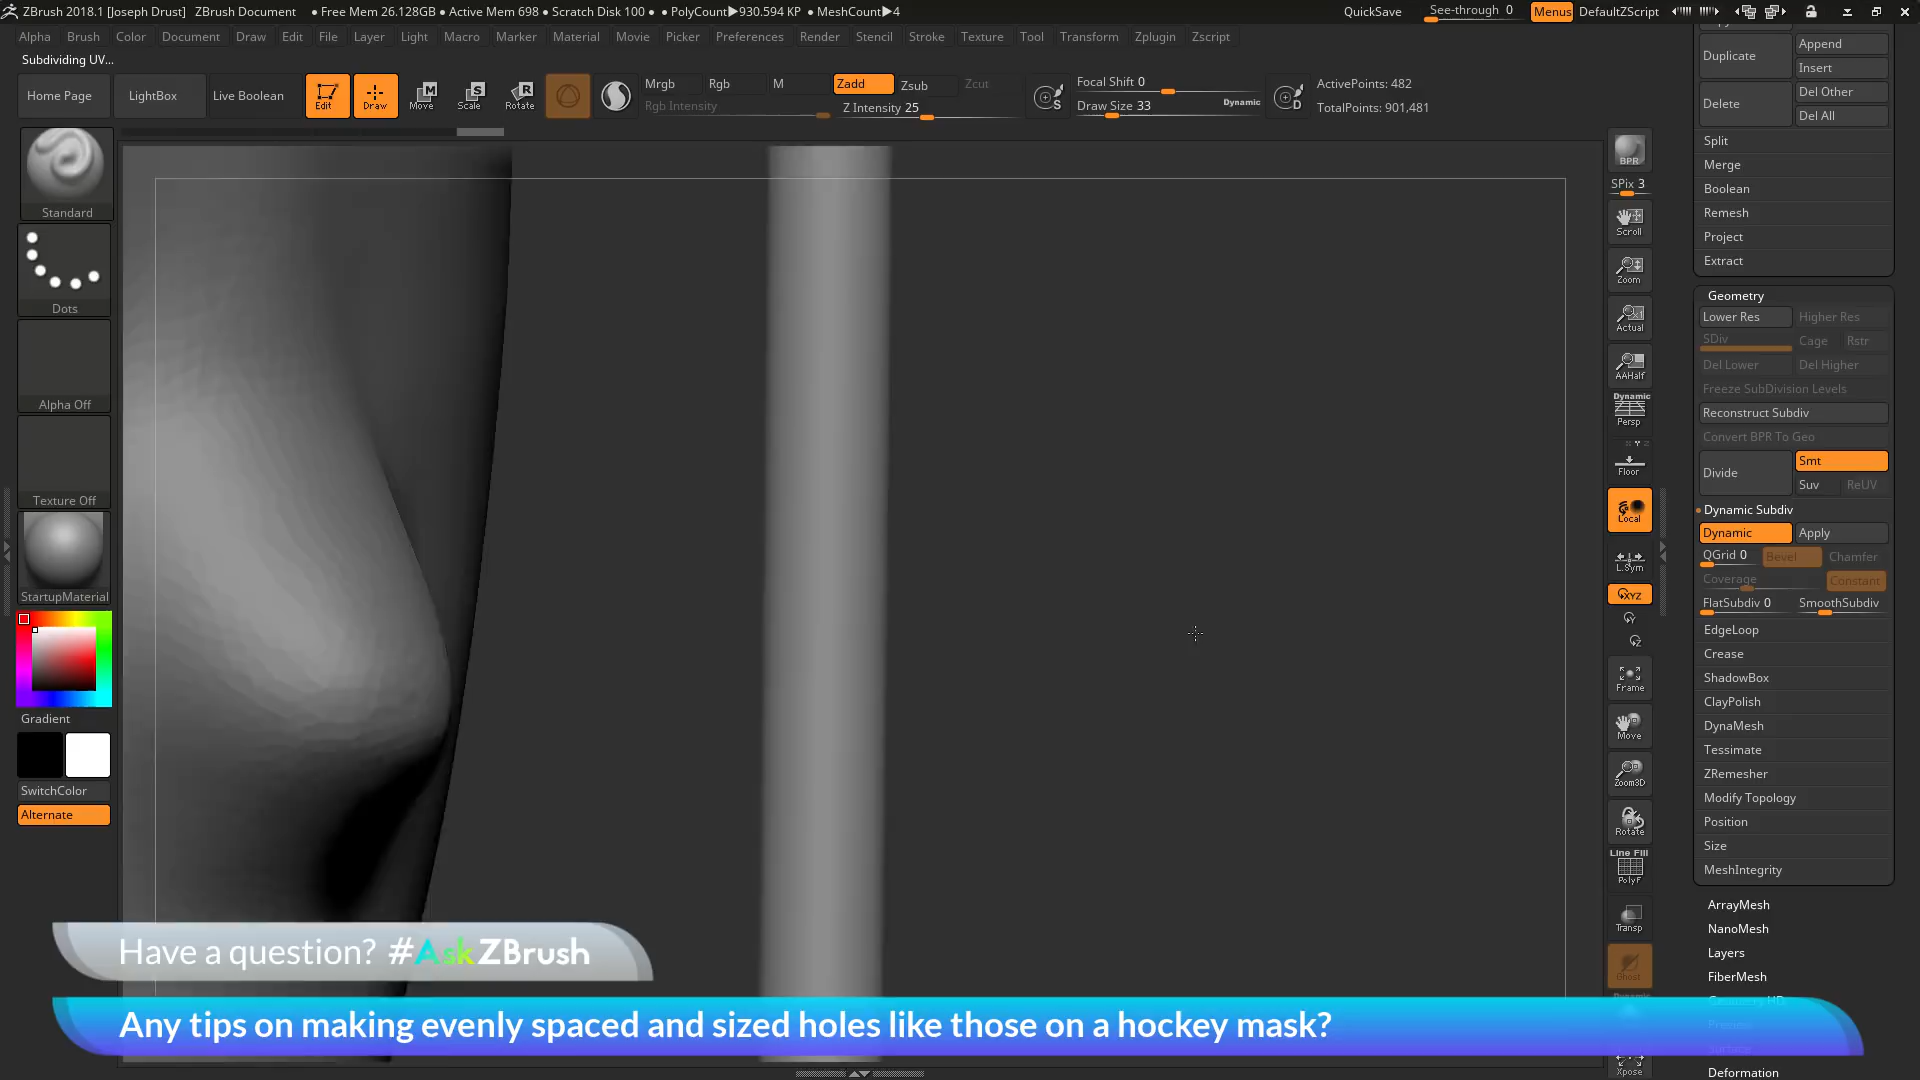 ZBrush 2018.1 [Joseph Drust]   ZBrush Document   • Free Mem 26.128GB • Active Mem 698 • Scratch Disk 100 •   • PolyCount▶930.594 KP   • MeshCount▶4   QuickSave   See-through 0   Menus   DefaultZScript
Alpha   Brush   Color   Document   Draw   Edit   File   Layer   Light   Macro   Marker   Material   Movie   Picker   Preferences   Render   Stencil   Stroke   Texture   Tool   Transform   Zplugin   Zscript
Subdividing UV...
Home Page   LightBox   Live Boolean   Edit   Draw   Move   Scale   Rotate
M   S   R
Mrgb   Rgb   M   Zadd   Zsub   Zcut
Rgb Intensity   Z Intensity 25
Focal Shift 0
Draw Size 33   Dynamic
S   D
ActivePoints: 482
TotalPoints: 901,481
Standard
Dots
Alpha Off
Texture Off
StartupMaterial
Gradient
SwitchColor
Alternate
BPR
SPix 3
Scroll
Zoom
Actual
AAHalf
Dynamic
Persp
Floor
Local
L.Sym
XYZ
Y
Z
Frame
Move
Zoom3D
Rotate
Line Fill
PolyF
Transp
Ghost
Dynamic
Xpose
Duplicate   Append
Insert
Delete   Del Other
Del All
Split
Merge
Boolean
Remesh
Project
Extract
Geometry
Lower Res   Higher Res
SDiv   Cage   Rstr
Del Lower   Del Higher
Freeze SubDivision Levels
Reconstruct Subdiv
Convert BPR To Geo
Divide   Smt
Suv   ReUV
Dynamic Subdiv
Dynamic   Apply
QGrid 0   Bevel   Chamfer
Coverage   Constant
FlatSubdiv 0   SmoothSubdiv
EdgeLoop
Crease
ShadowBox
ClayPolish
DynaMesh
Tessimate
ZRemesher
Modify Topology
Position
Size
MeshIntegrity
ArrayMesh
NanoMesh
Layers
FiberMesh
Geometry HD
Deformation
Have a question? #AskZBrush
Any tips on making evenly spaced and sized holes like those on a hockey mask?